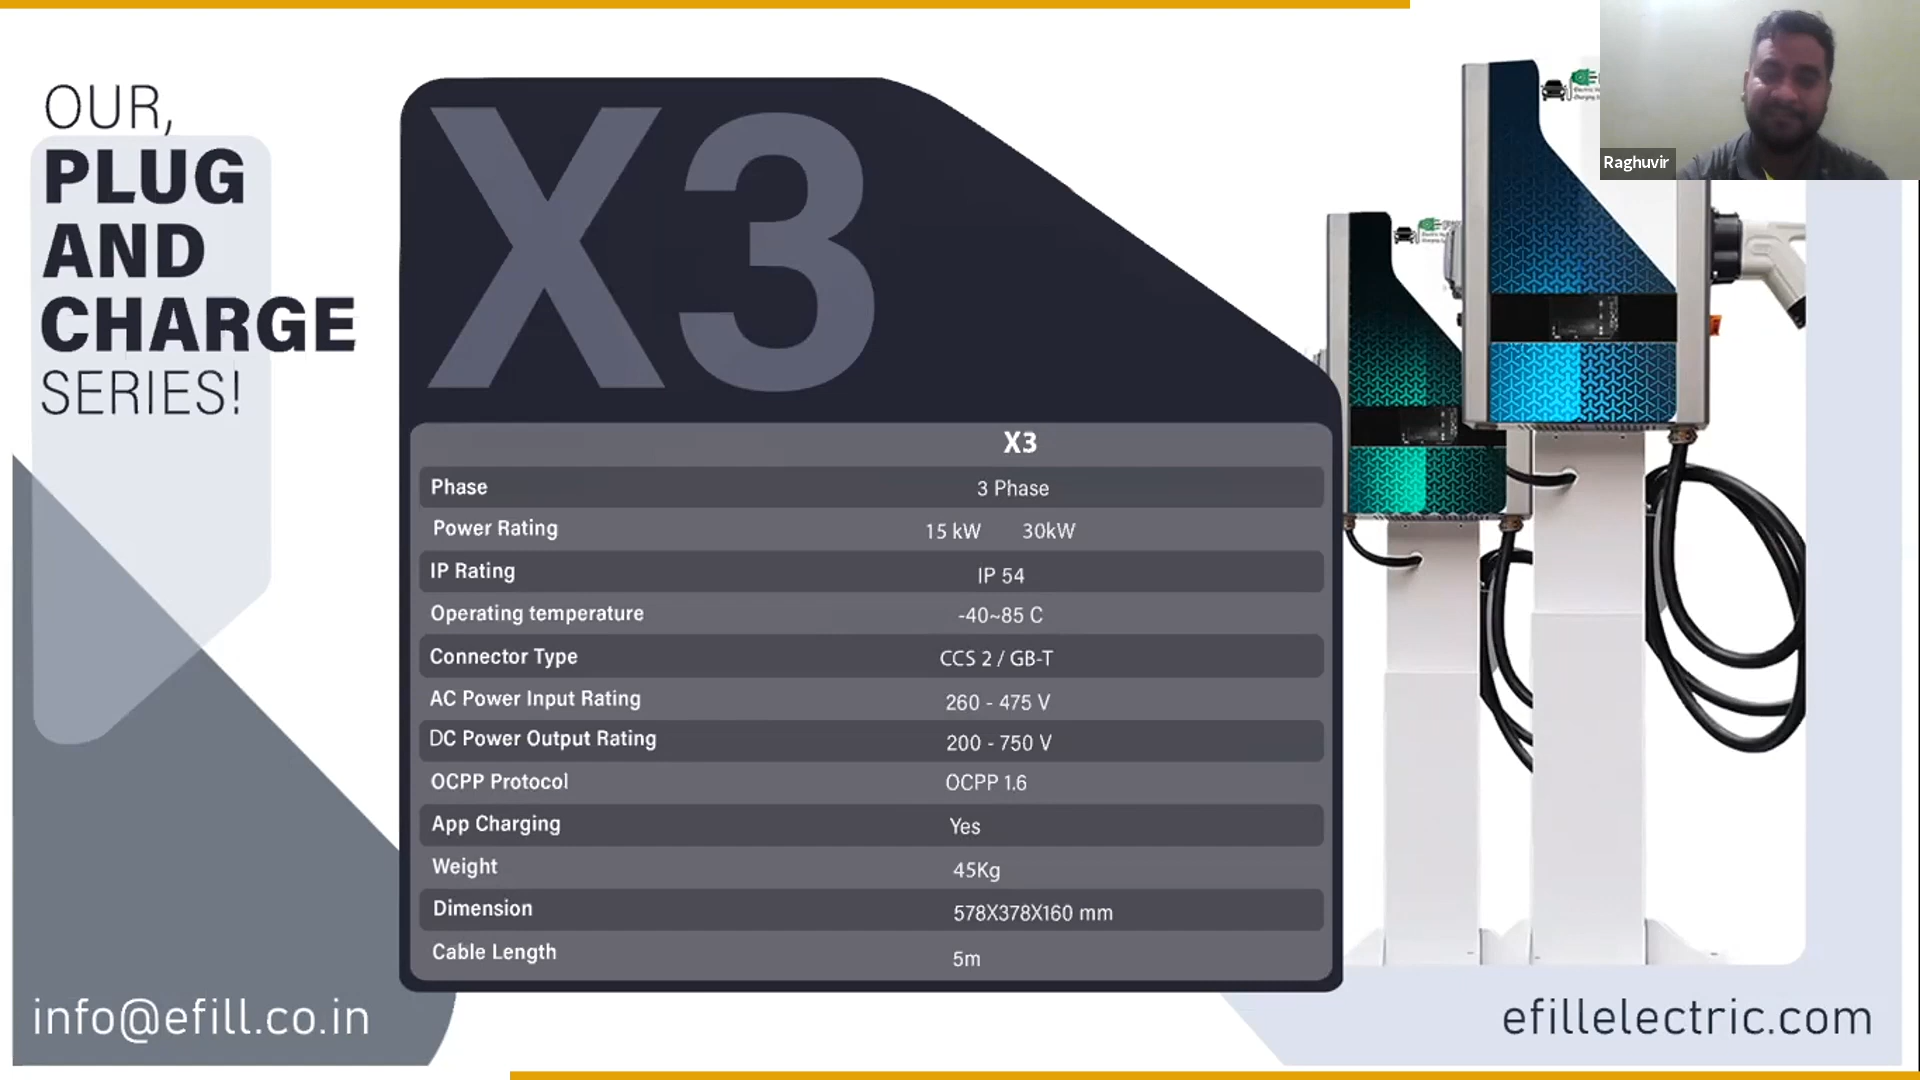 OUR,
PLUG
AND
CHARGE
SERIES!
X3
X3
Phase 3 Phase
Power Rating 15 kW 30kW
IP Rating IP 54
Operating temperature -40~85 C
Connector Type CCS 2 / GB-T
AC Power Input Rating 260 - 475 V
DC Power Output Rating 200 - 750 V
OCPP Protocol OCPP 1.6
App Charging Yes
Weight 45Kg
Dimension 578X378X160 mm
Cable Length 5m
Raghuvir
info@efill.co.in
efillelectric.com